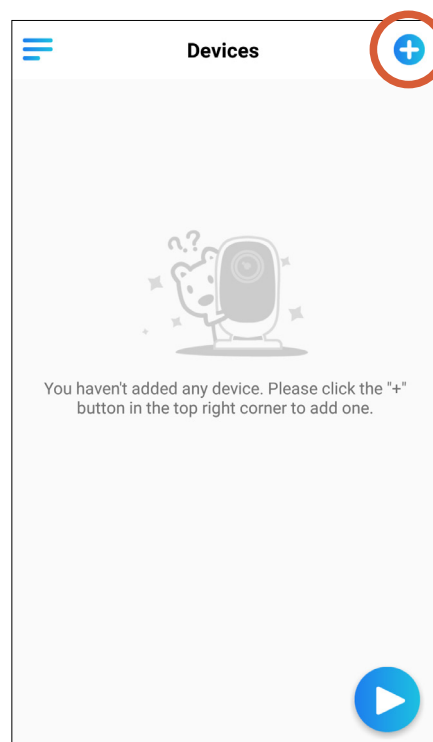 Devices
?.?
You haven't added any device. Please click the "+"
button in the top right corner to add one.